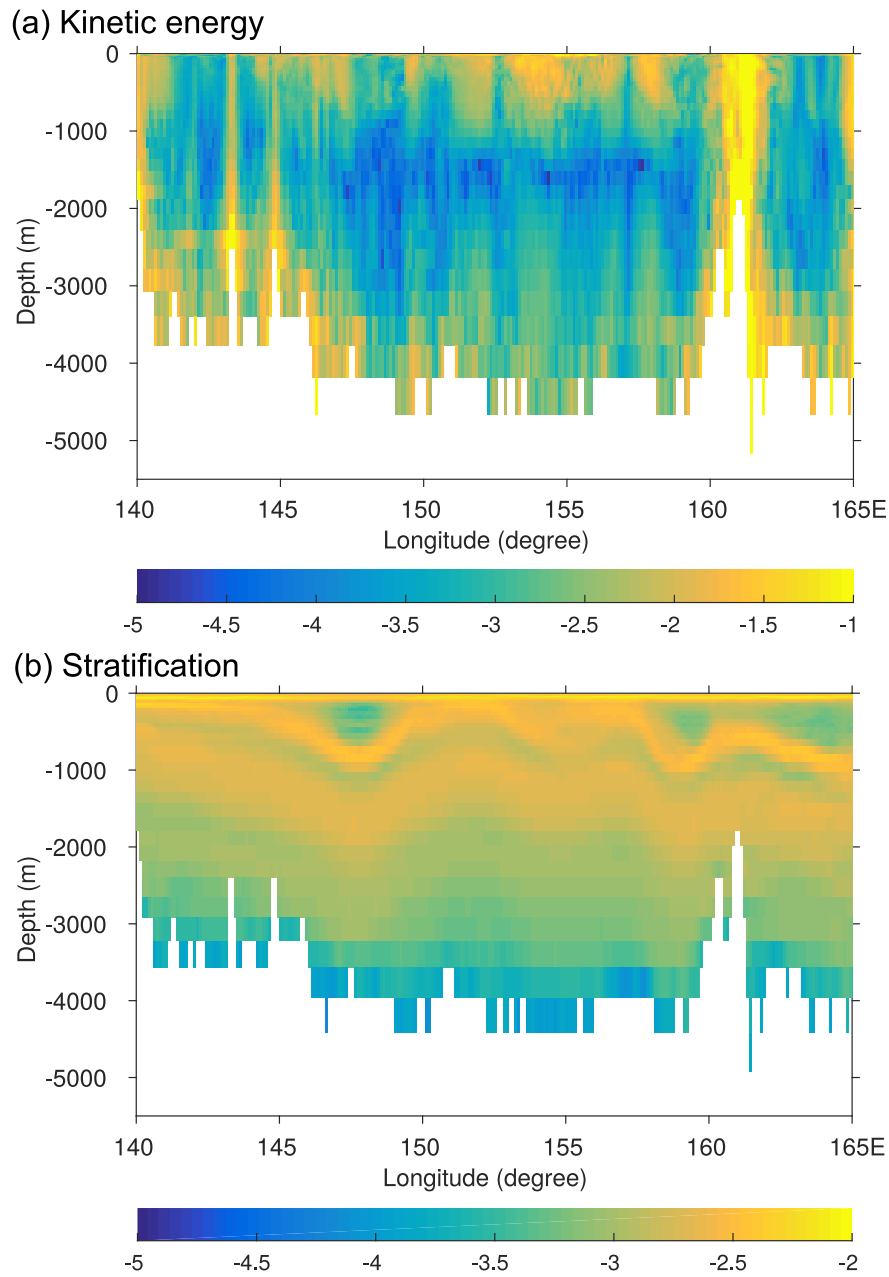 (a) Kinetic energy
0
-1000
-2000
-3000
-4000
-5000
Depth (m)
140 145 150 155 160 165E
Longitude (degree)
-5 -4.5 -4 -3.5 -3 -2.5 -2 -1.5 -1
(b) Stratification
0
-1000
-2000
-3000
-4000
-5000
Depth (m)
140 145 150 155 160 165E
Longitude (degree)
-5 -4.5 -4 -3.5 -3 -2.5 -2